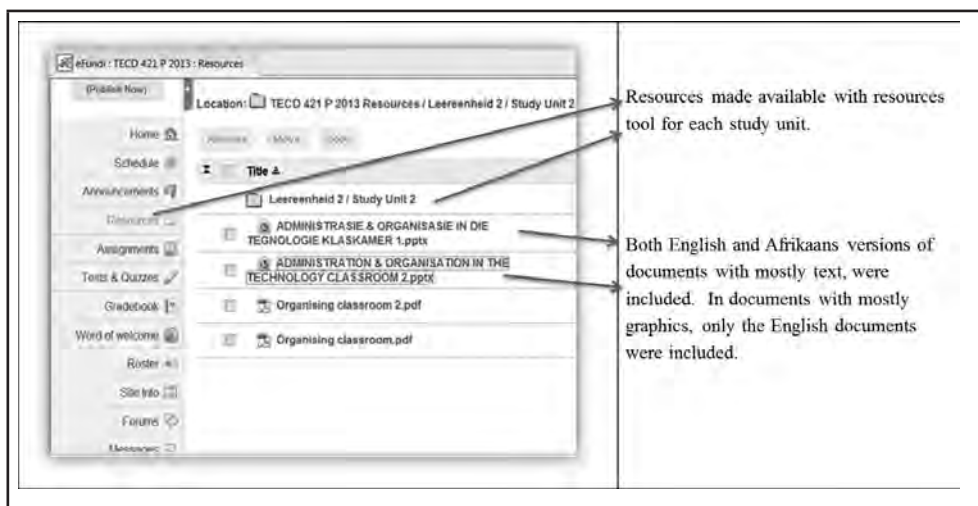 eFundi : TECD 421 P 2013 : Resources
(Publish Now)
Location: TECD 421 P 2013 Resources / Leereenheid 2 / Study Unit 2
Home
Schedule
Announcements
Resources
Assignments
Tests & Quizzes
Gradebook
Word of welcome
Roster
Site Info
Forums
Messages
Remove Move
Title
Leereenheid 2 / Study Unit 2
ADMINISTRASIE & ORGANISASIE IN DIE
TEGNOLOGIE KLASKAMER 1.pptx
ADMINISTRATION & ORGANISATION IN THE
TECHNOLOGY CLASSROOM 2.pptx
Organising classroom 2.pdf
Organising classroom.pdf
Resources made available with resources
tool for each study unit.
Both English and Afrikaans versions of
documents with mostly text, were
included. In documents with mostly
graphics, only the English documents
were included.